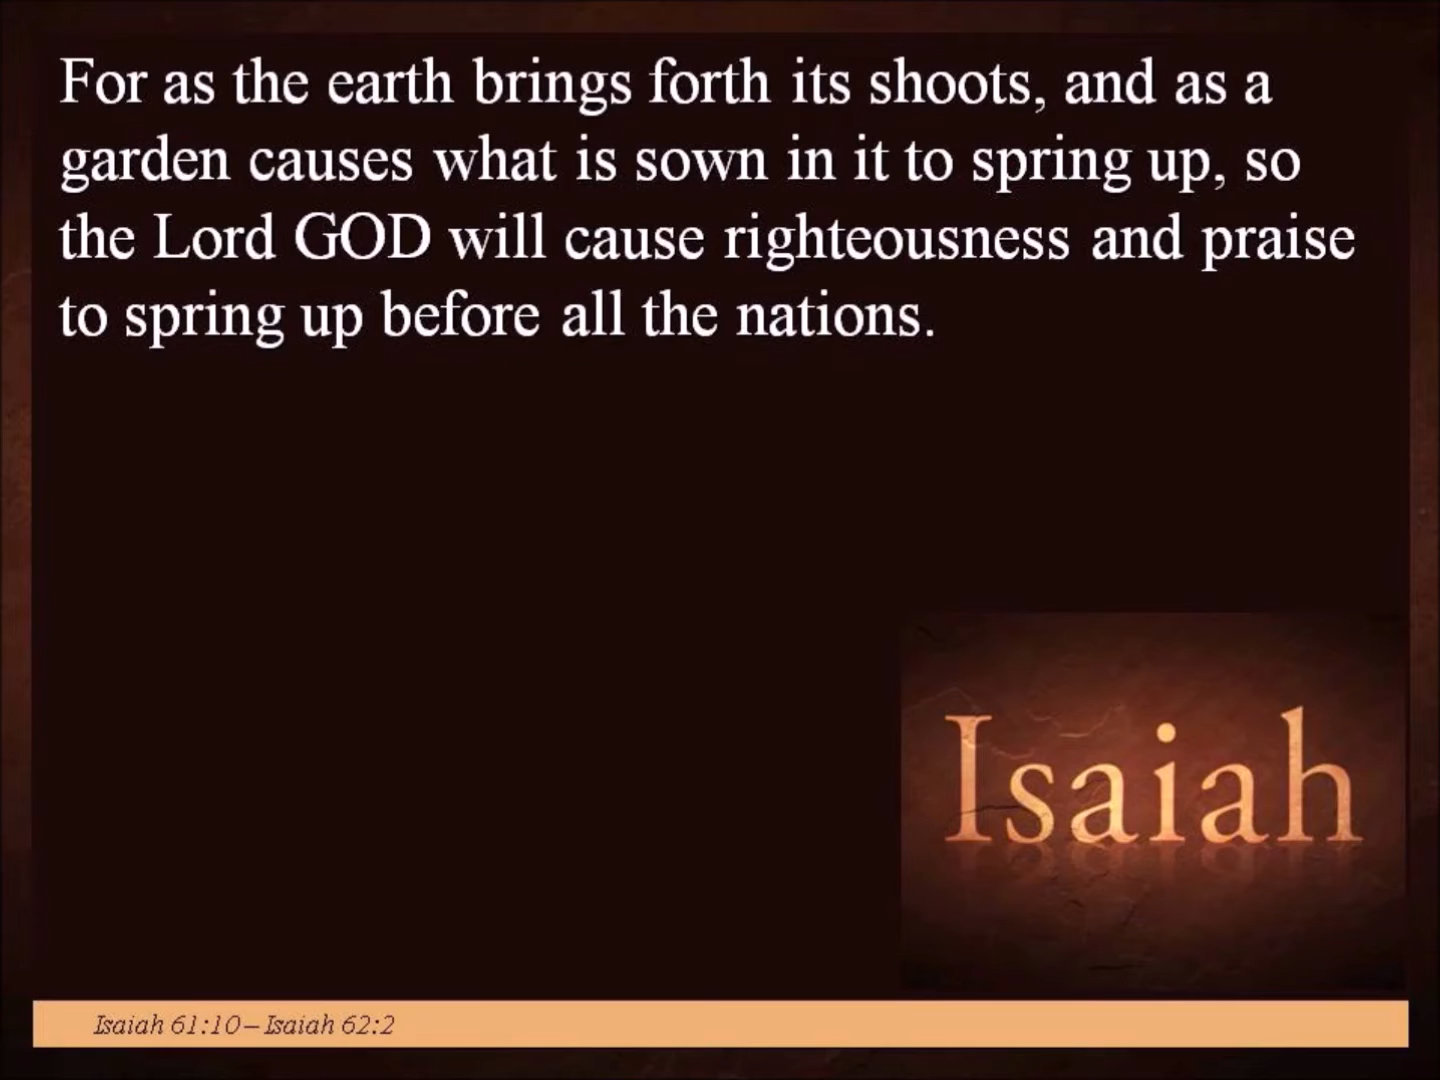 For as the earth brings forth its shoots, and as a
garden causes what is sown in it to spring up, so
the Lord GOD will cause righteousness and praise
to spring up before all the nations.
Isaiah
Isaiah 61:10 – Isaiah 62:2